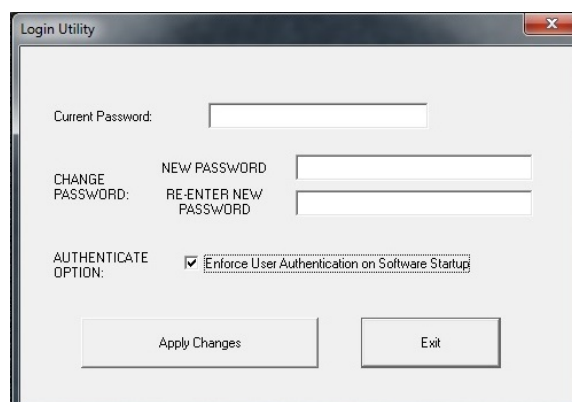 Login Utility
Current Password:
NEW PASSWORD
CHANGE
PASSWORD:
RE-ENTER NEW
PASSWORD
AUTHENTICATE
OPTION:
Enforce User Authentication on Software Startup
Apply Changes
Exit